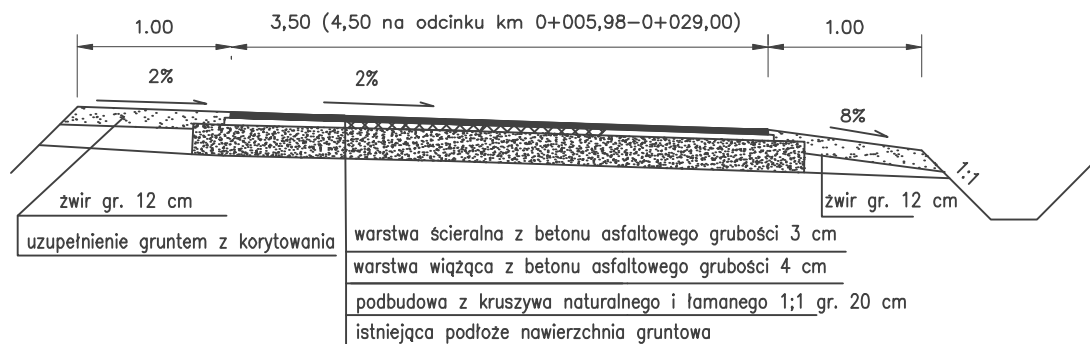 3,50 (4,50 na odcinku km 0+005,98-0+029,00)
1.00
1.00
2%
2%
8%
1:1
żwir gr. 12 cm
żwir gr. 12 cm
uzupełnienie gruntem z korytowania
warstwa ścieralna z betonu asfaltowego grubości 3 cm
warstwa wiążąca z betonu asfaltowego grubości 4 cm
podbudowa z kruszywa naturalnego i łamanego 1;1 gr. 20 cm
istniejąca podłoże nawierzchnia gruntowa